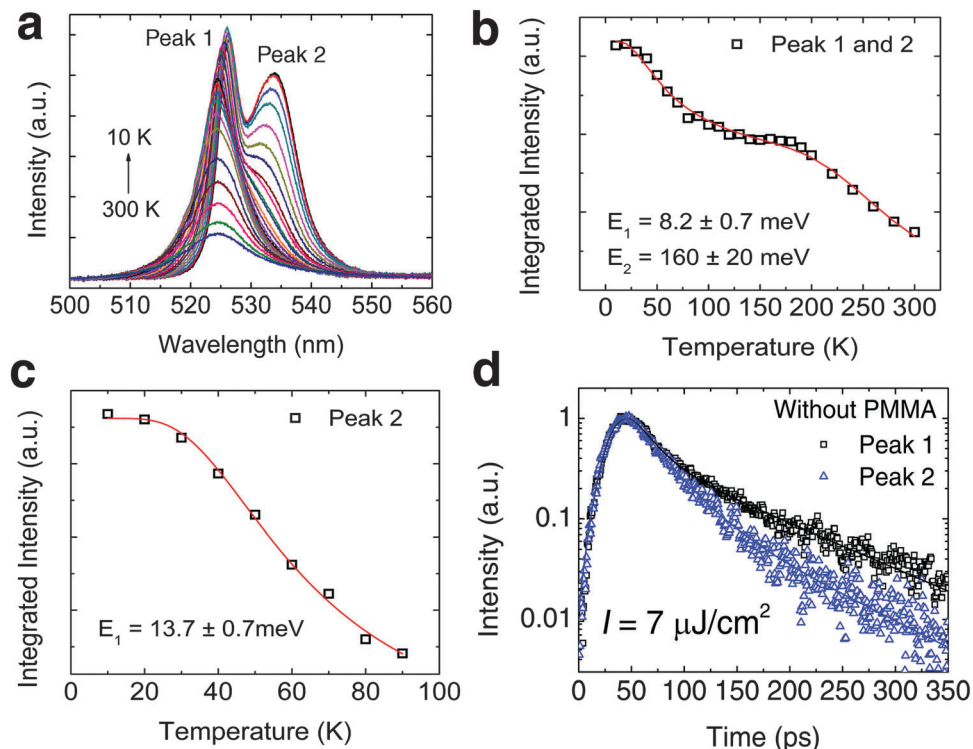 a
Peak 1
Peak 2
10 K
300 K
Intensity (a.u.)
500 510 520 530 540 550 560
Wavelength (nm)
b
Peak 1 and 2
E1 = 8.2 ± 0.7 meV
E2 = 160 ± 20 meV
Integrated Intensity (a.u.)
0 50 100 150 200 250 300
Temperature (K)
c
Peak 2
E1 = 13.7 ± 0.7meV
Integrated Intensity (a.u.)
0 20 40 60 80 100
Temperature (K)
d
Without PMMA
Peak 1
Peak 2
1
0.1
0.01
I = 7 μJ/cm²
Intensity (a.u.)
0 50 100 150 200 250 300 350
Time (ps)